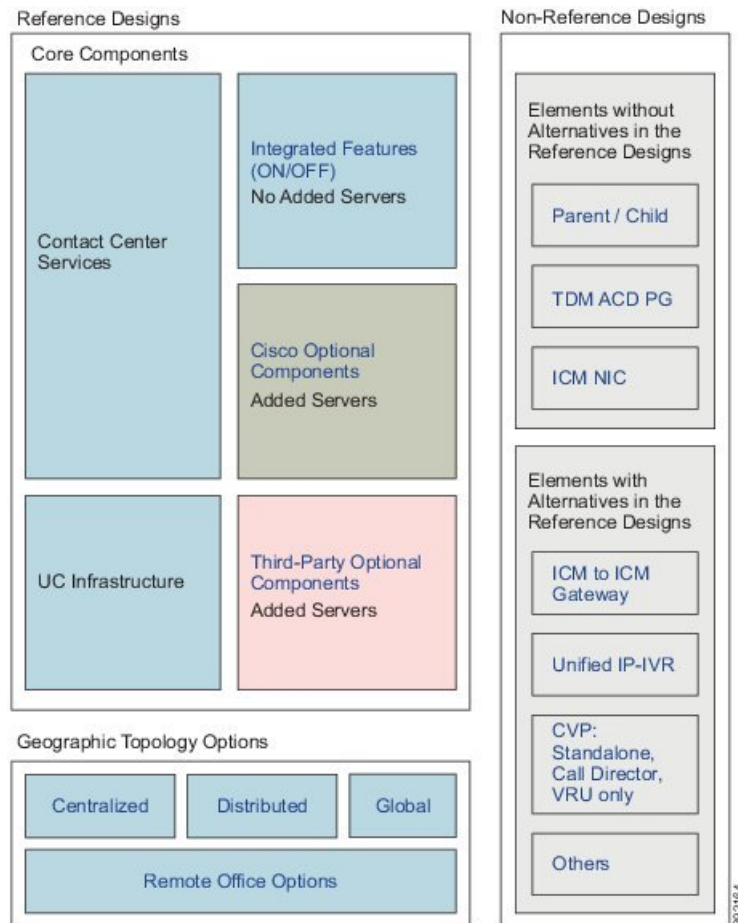 Reference Designs
Core Components
Contact Center
Services
Integrated Features
(ON/OFF)
No Added Servers
Cisco Optional
Components
Added Servers
UC Infrastructure
Third-Party Optional
Components
Added Servers
Geographic Topology Options
Centralized
Distributed
Global
Remote Office Options
Non-Reference Designs
Elements without
Alternatives in the
Reference Designs
Parent / Child
TDM ACD PG
ICM NIC
Elements with
Alternatives in the
Reference Designs
ICM to ICM
Gateway
Unified IP-IVR
CVP:
Standalone,
Call Director,
VRU only
Others